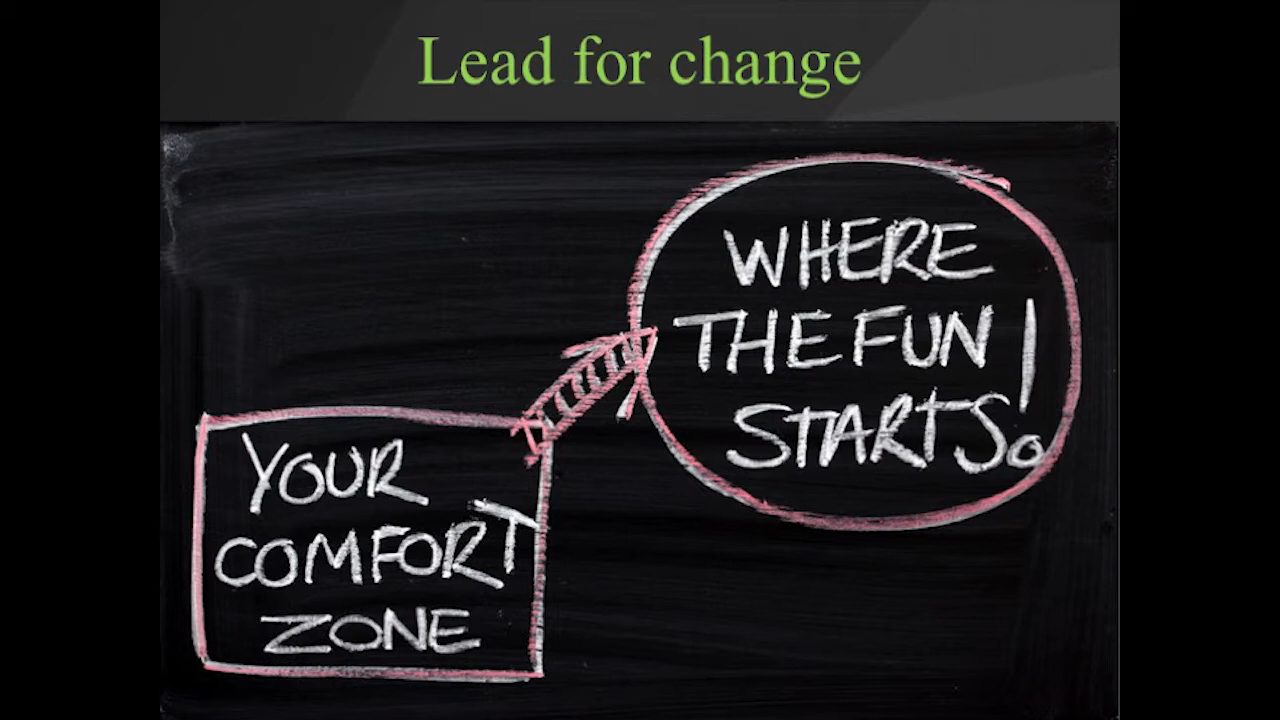 Lead for change
WHERE
THE FUN
STARTS!
YOUR
COMFORT
ZONE